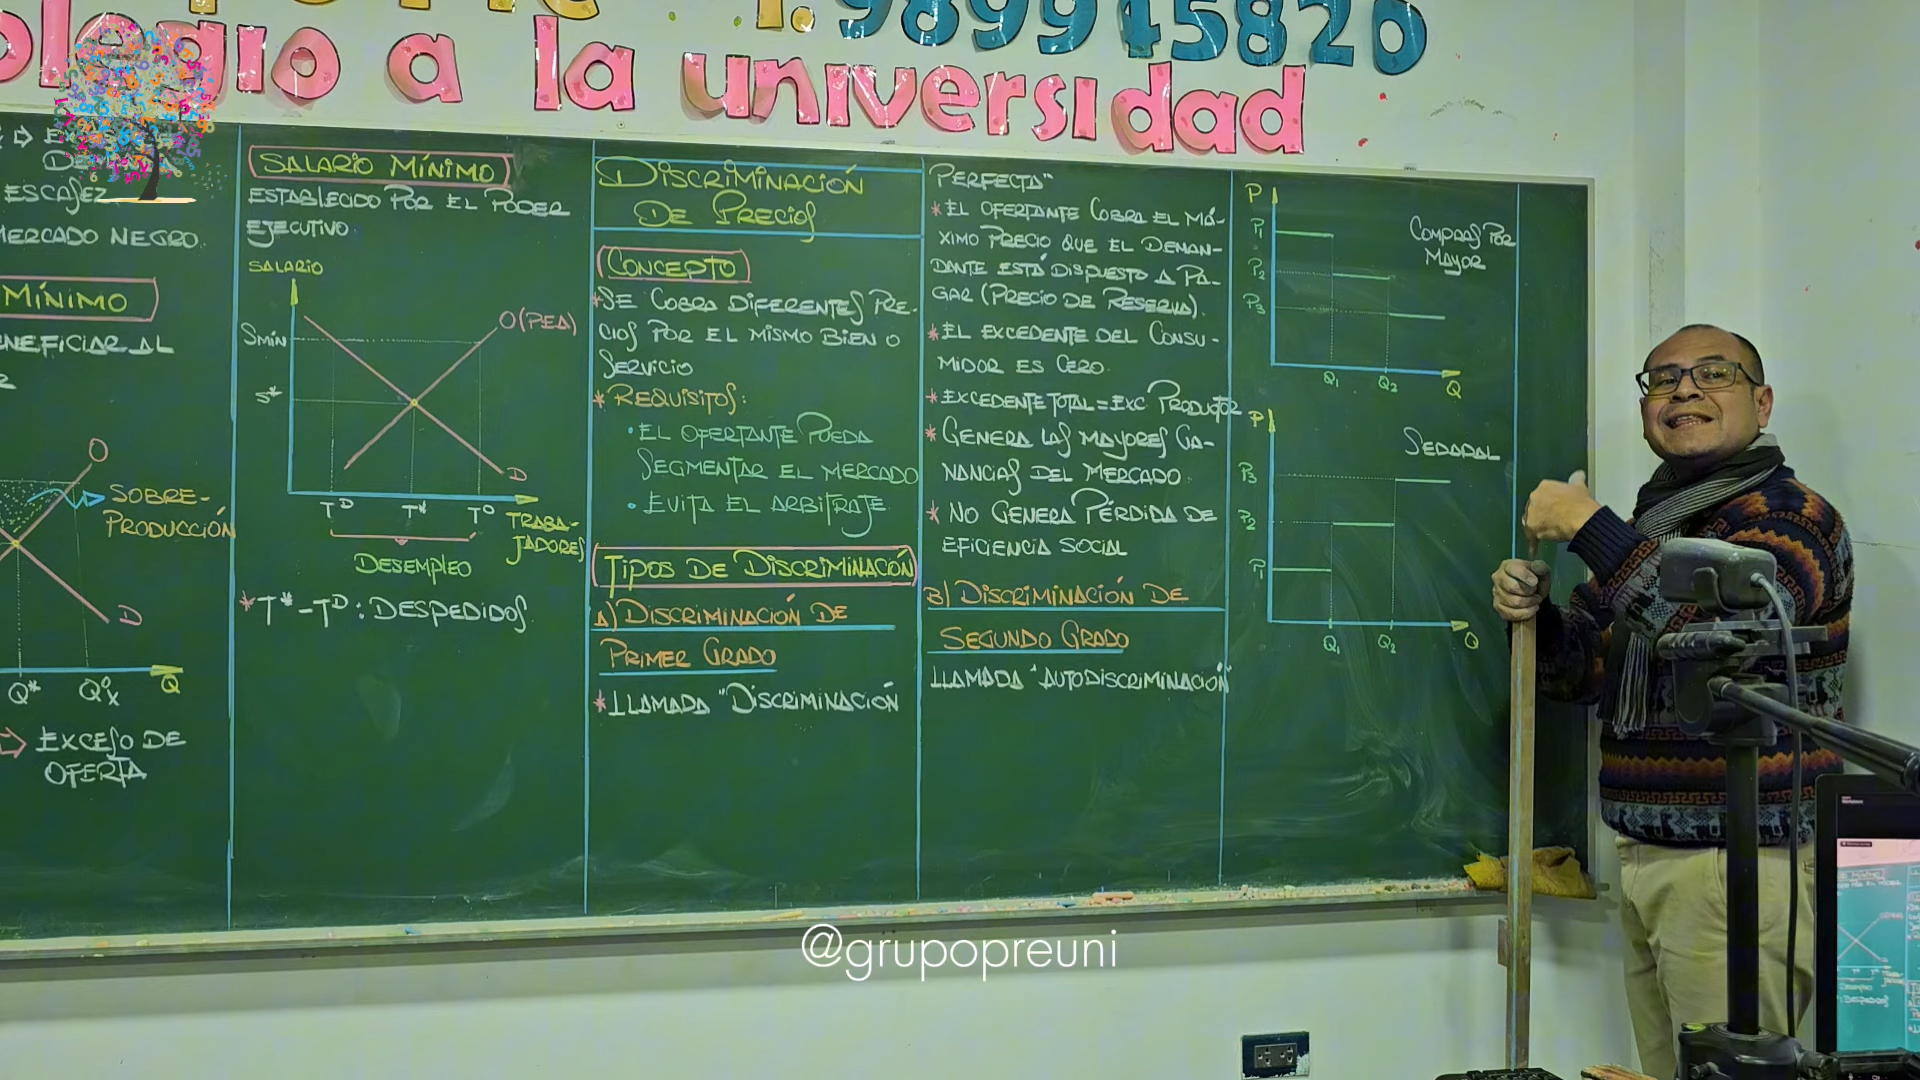 989945820
olegio a la universidad
ESCASEZ
MERCADO NEGRO.
MÍNIMO
ENEFICIAR AL
O
SOBRE-
PRODUCCIÓN
D
Q* Q°x Q
⇨ EXCESO DE
OFERTA
SALARIO MÍNIMO
ESTABLECIDO POR EL PODER
EJECUTIVO
SALARIO
O(PEA)
Smín
S*
D
T^D T* T^O TRABA-
JADORES
DESEMPLEO
* T* - T^D : DESPEDIDOS.
DISCRIMINACIÓN
DE PRECIOS
CONCEPTO
*SE COBRA DIFERENTES PRE-
CIOS POR EL MISMO BIEN O
SERVICIO
* REQUISITOS:
• EL OFERTANTE PUEDA
SEGMENTAR EL MERCADO
• EVITA EL ARBITRAJE
TIPOS DE DISCRIMINACIÓN
A) DISCRIMINACIÓN DE
PRIMER GRADO
* LLAMADA "DISCRIMINACIÓN
PERFECTA"
* EL OFERTANTE COBRA EL MÁ-
XIMO PRECIO QUE EL DEMAN-
DANTE ESTÁ DISPUESTO A PA-
GAR (PRECIO DE RESERVA).
* EL EXCEDENTE DEL CONSU-
MIDOR ES CERO.
* EXCEDENTE TOTAL = EXC PRODUCTOR
* GENERA LAS MAYORES GA-
NANCIAS DEL MERCADO.
* NO GENERA PÉRDIDA DE
EFICIENCIA SOCIAL
B) DISCRIMINACIÓN DE
SEGUNDO GRADO
LLAMADA "AUTODISCRIMINACIÓN"
P
COMPRAS POR
MAYOR
P1
P2
P3
Q1 Q2 Q
P
SEDAPAL
P3
P2
P1
Q1 Q2 Q
@grupopreuni